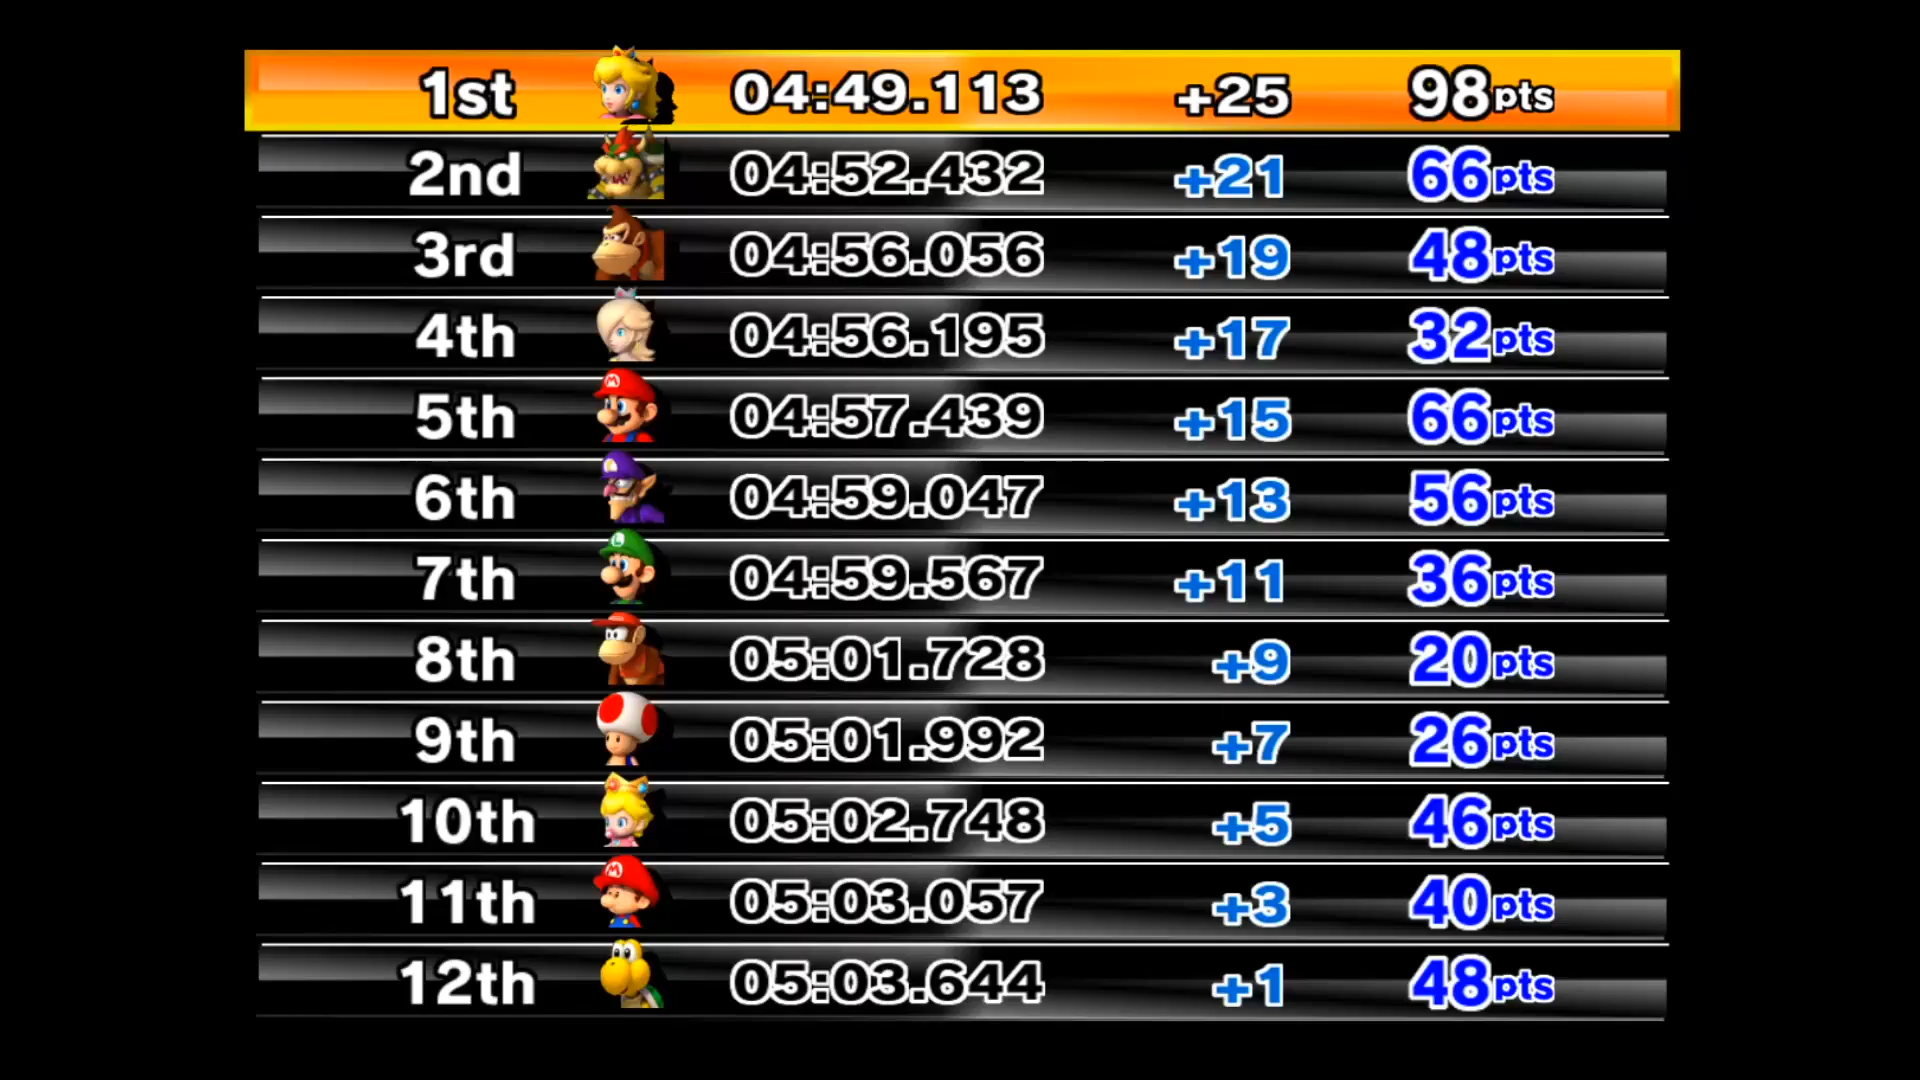 1st 04:49.113 +25 98pts
2nd 04:52.432 +21 66pts
3rd 04:56.056 +19 48pts
4th 04:56.195 +17 32pts
5th 04:57.439 +15 66pts
6th 04:59.047 +13 56pts
7th 04:59.567 +11 36pts
8th 05:01.728 +9 20pts
9th 05:01.992 +7 26pts
10th 05:02.748 +5 46pts
11th 05:03.057 +3 40pts
12th 05:03.644 +1 48pts